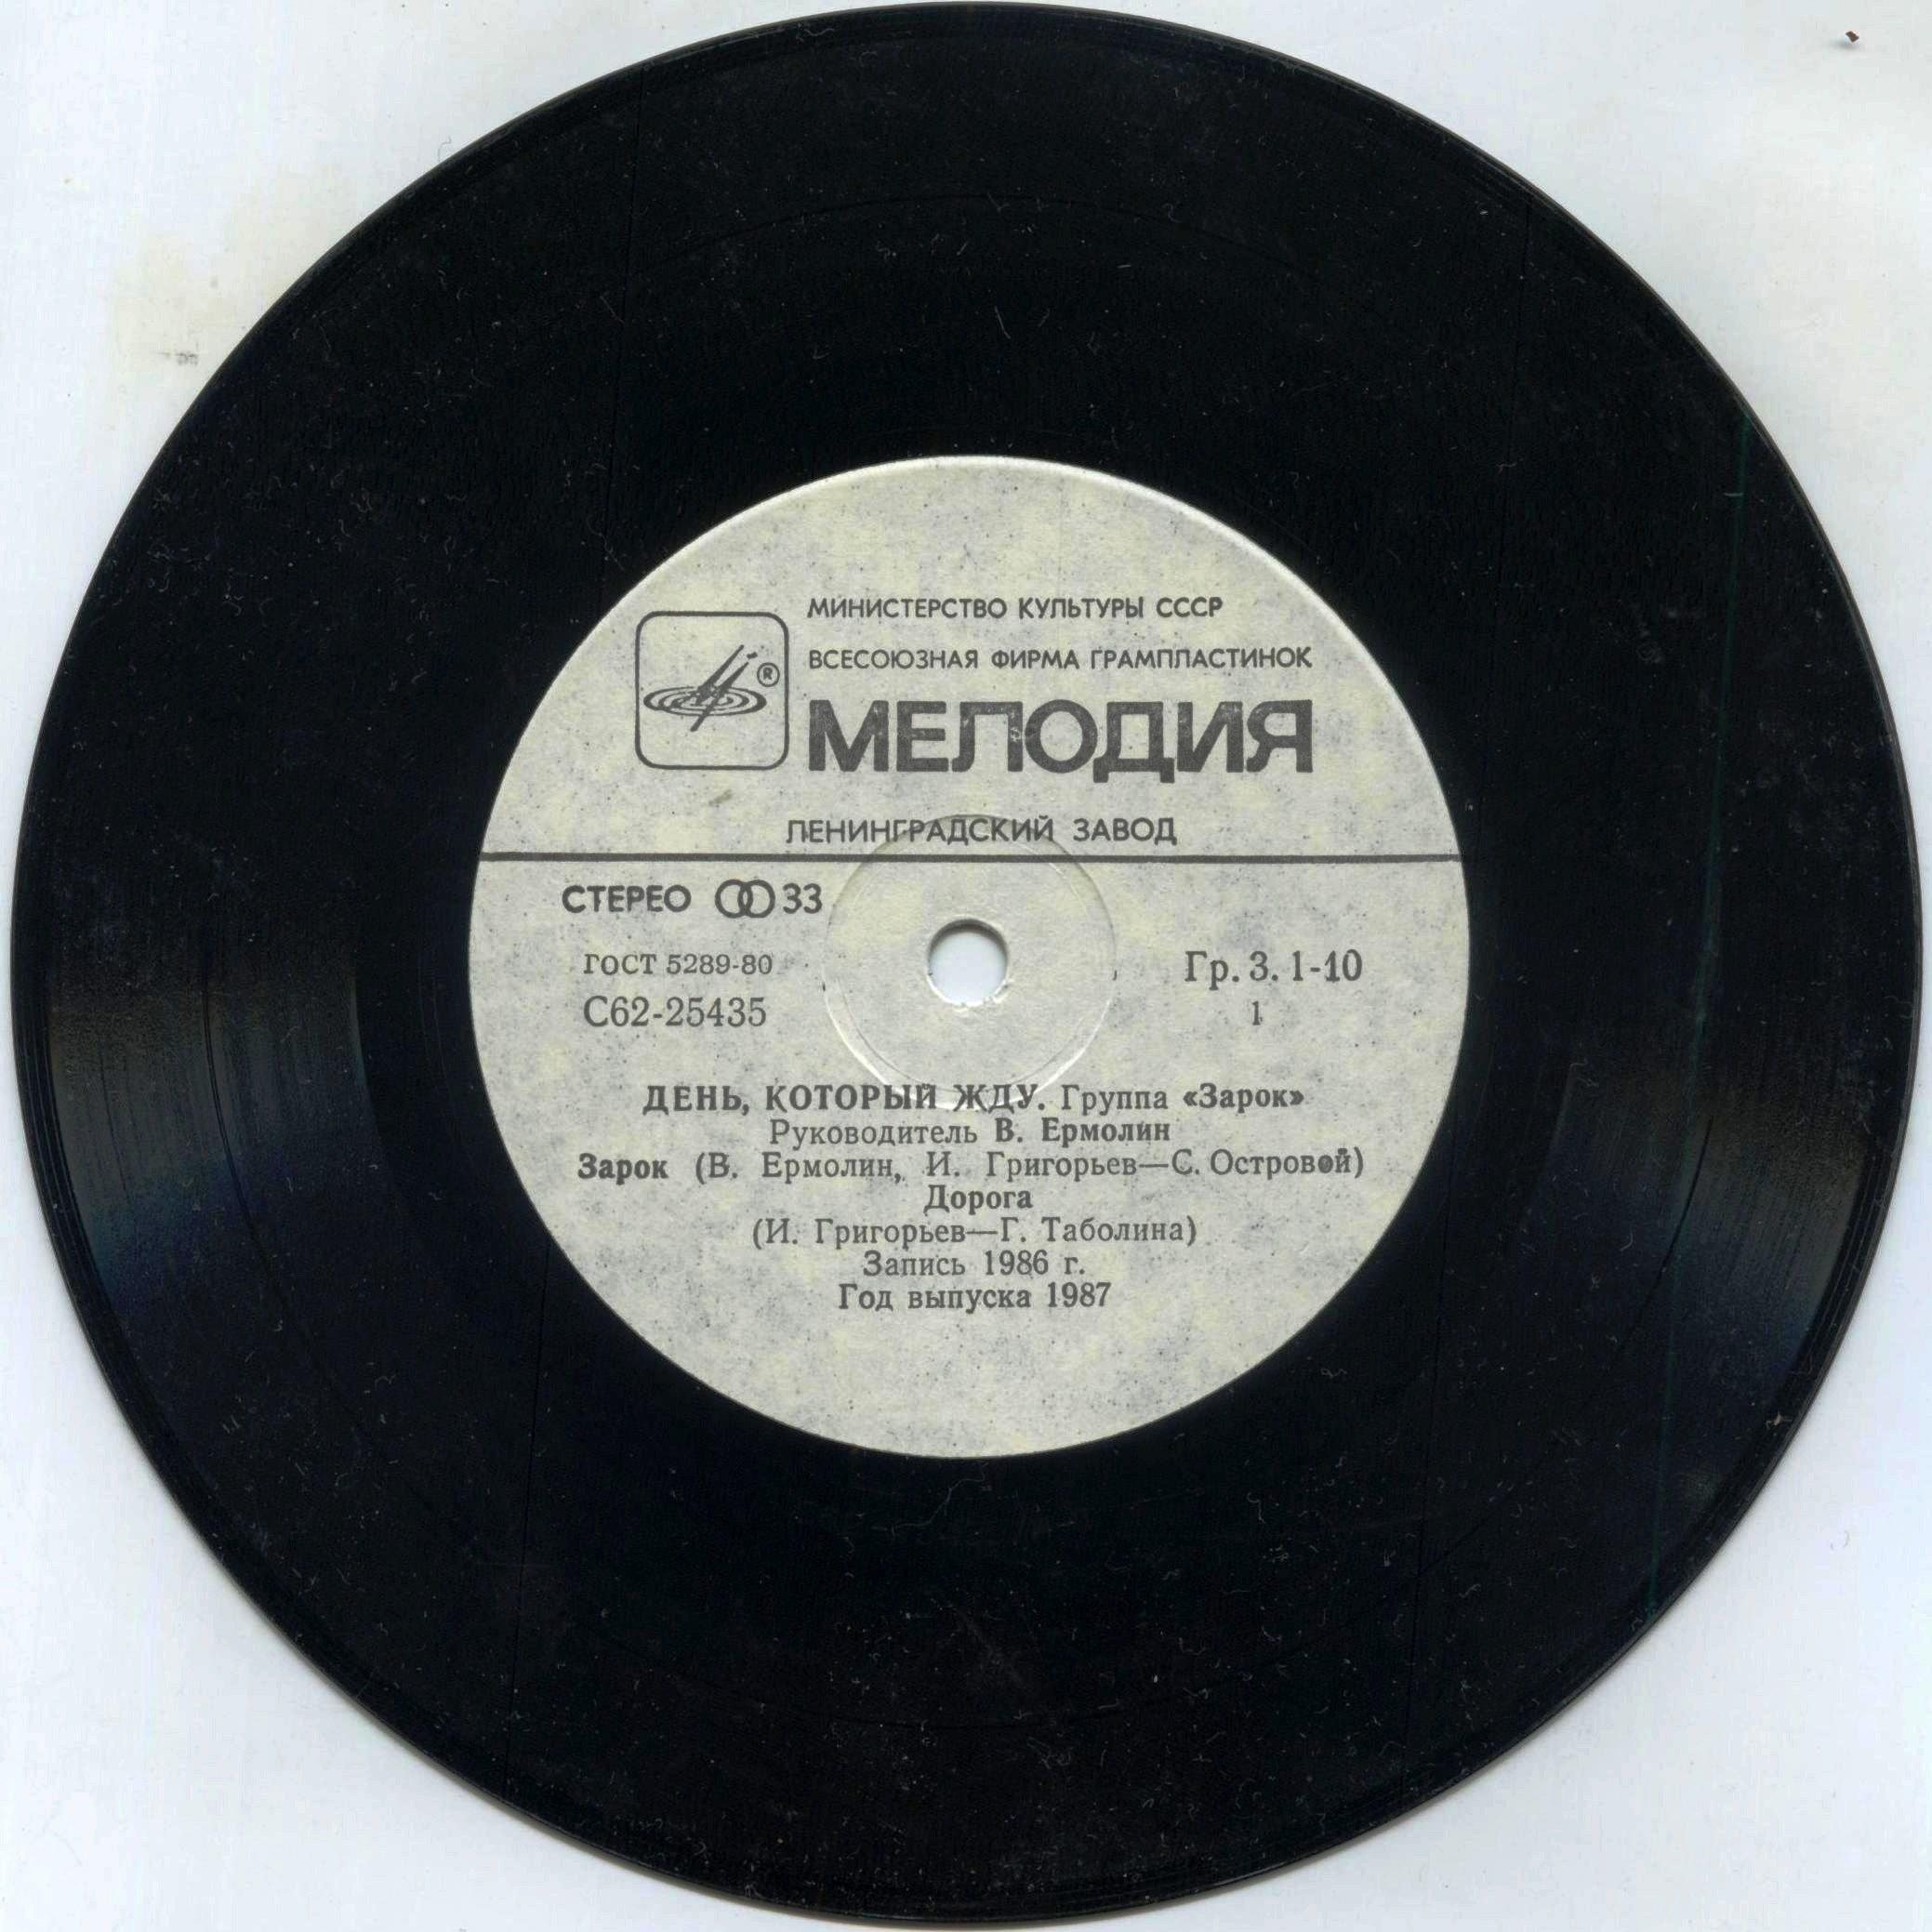 МИНИСТЕРСТВО КУЛЬТУРЫ СССР
ВСЕСОЮЗНАЯ ФИРМА ГРАМПЛАСТИНОК
®
МЕЛОДИЯ
ЛЕНИНГРАДСКИЙ ЗАВОД
СТЕРЕО 33
ГОСТ 5289-80
Гр. 3. 1-10
С62-25435
1
ДЕНЬ, КОТОРЫЙ ЖДУ. Группа «Зарок»
Руководитель В. Ермолин
Зарок (В. Ермолин, И. Григорьев—С. Островой)
Дорога
(И. Григорьев—Г. Таболина)
Запись 1986 г.
Год выпуска 1987